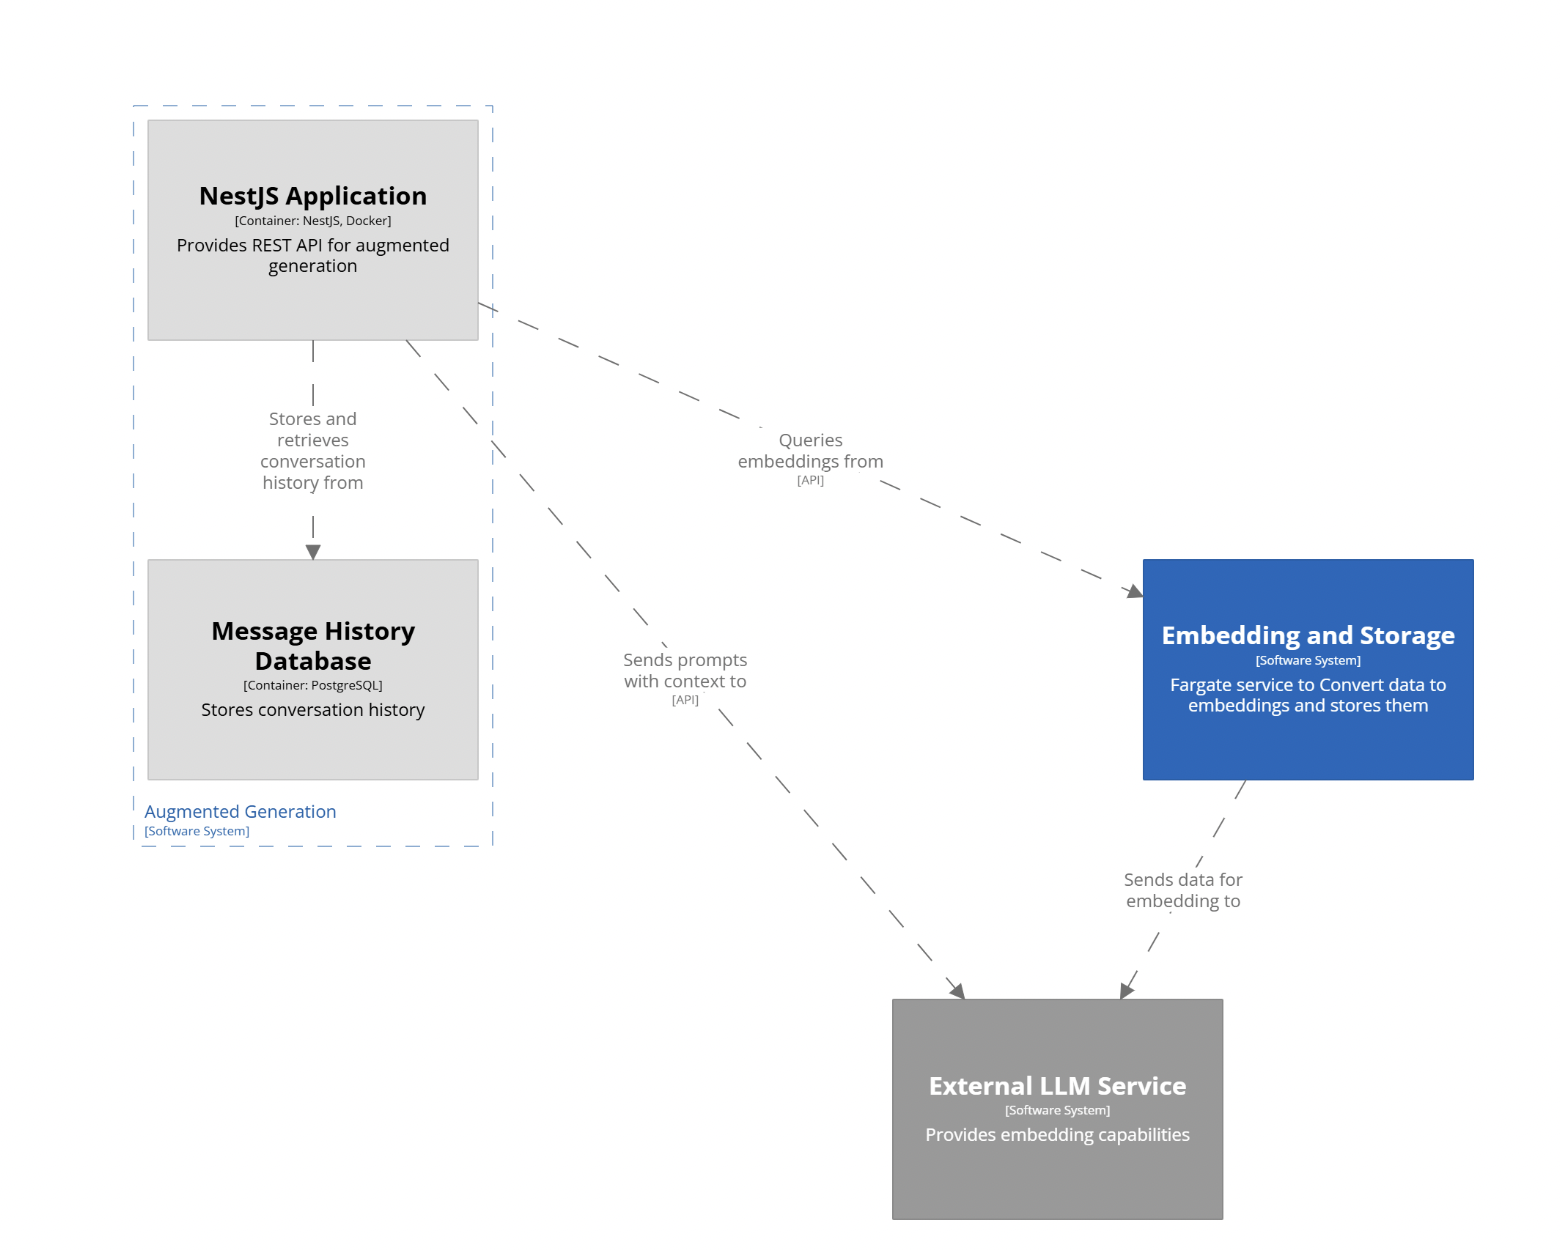 NestJS Application
[Container: NestJS, Docker]
Provides REST API for augmented
generation
Stores and
retrieves
conversation
history from
Queries
embeddings from
[API]
Message History
Database
[Container: PostgreSQL]
Stores conversation history
Sends prompts
with context to
[API]
Embedding and Storage
[Software System]
Fargate service to Convert data to
embeddings and stores them
Augmented Generation
[Software System]
Sends data for
embedding to
External LLM Service
[Software System]
Provides embedding capabilities